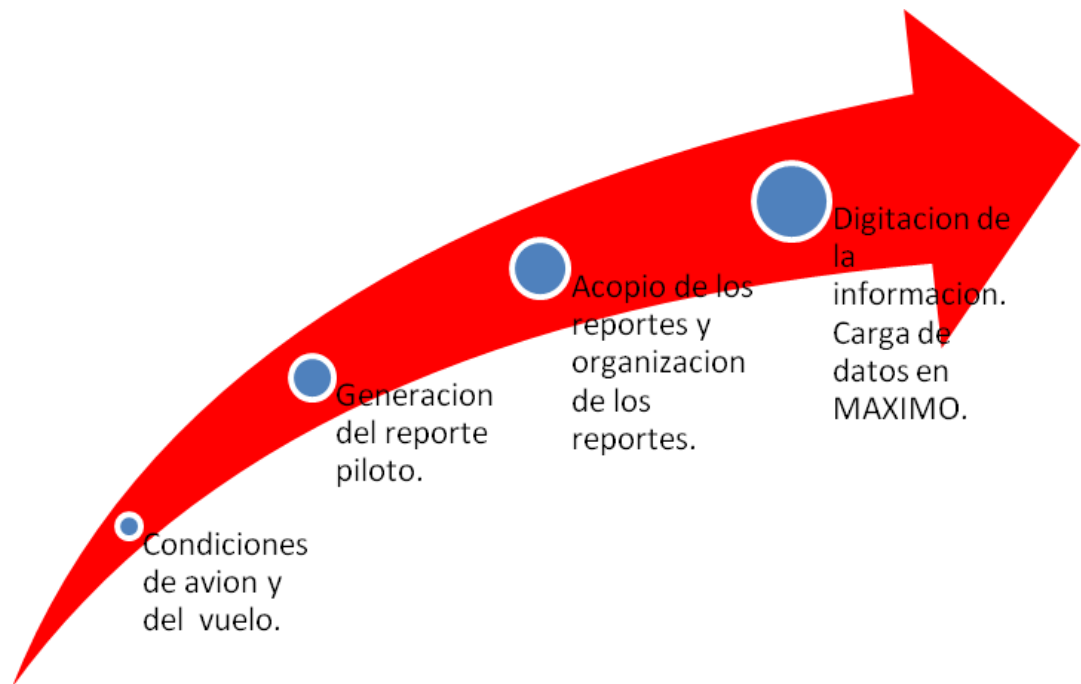 Condiciones
de avion y
del vuelo.
Generacion
del reporte
piloto.
Acopio de los
reportes y
organizacion
de los
reportes.
Digitacion de
la
informacion.
Carga de
datos en
MAXIMO.